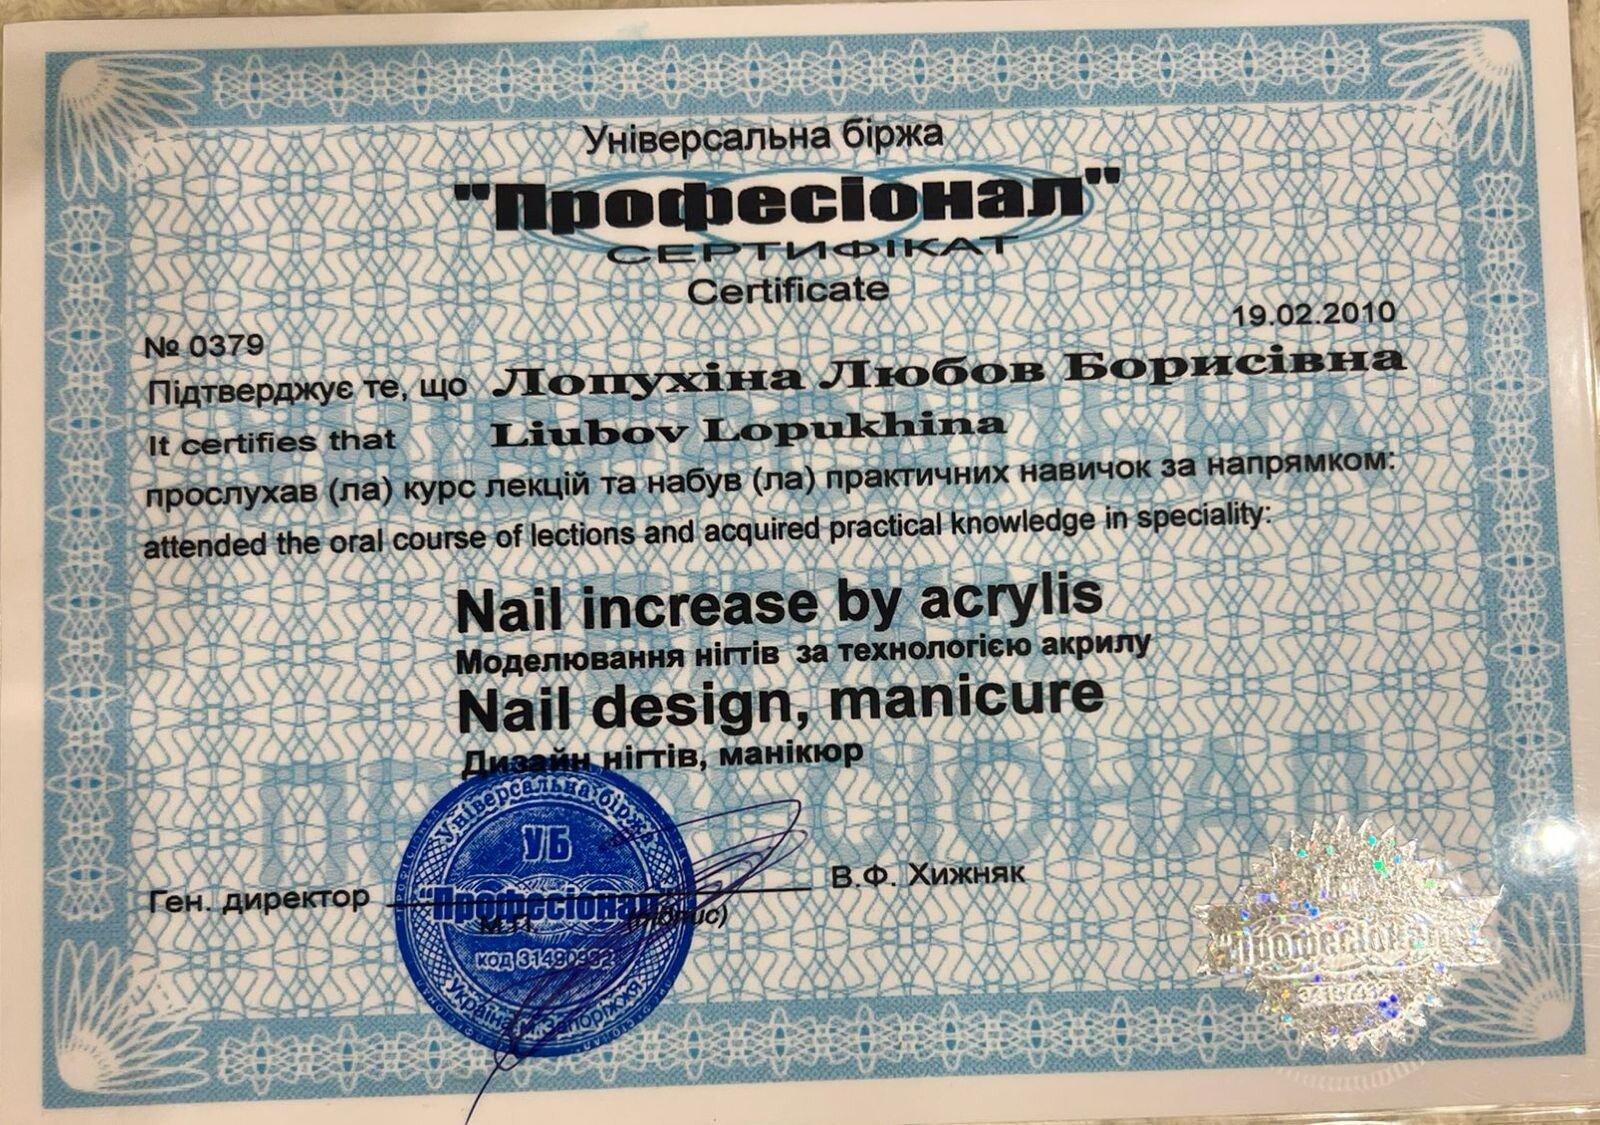 Універсальна біржа
"Професіонал"
СЕРТИФІКАТ
Certificate
19.02.2010
№ 0379
Підтверджує те, що Лопухіна Любов Борисівна
It certifies that Liubov Lopukhina
прослухав (ла) курс лекцій та набув (ла) практичних навичок за напрямком:
attended the oral course of lections and acquired practical knowledge in speciality:
Nail increase by acrylis
Моделювання нігтів за технологією акрилу
Nail design, manicure
Дизайн нігтів, манікюр
Універсальна біржа
УБ
"Професіонал"
Ген. директор
В.Ф. Хижняк
М.П. (підпис)
код
Україна м. Запоріжжя
"Професіонал"